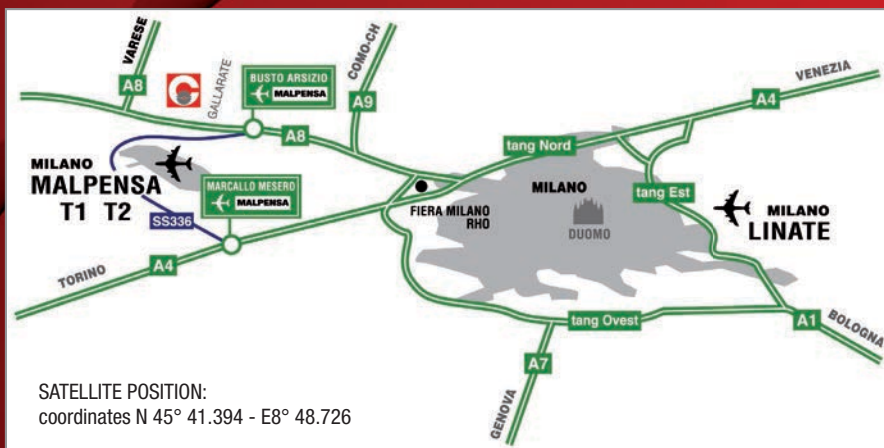 VARESE
A8
GALLARATE
BUSTO ARSIZIO
MALPENSA
COMO-CH
A9
A8
VENEZIA
A4
tang Nord
MILANO
MALPENSA
T1 T2
SS336
MARCALLO MESERO
MALPENSA
FIERA MILANO
RHO
MILANO
DUOMO
tang Est
MILANO
LINATE
TORINO
A4
tang Ovest
A7
GENOVA
A1
BOLOGNA
SATELLITE POSITION:
coordinates N 45° 41.394 - E8° 48.726